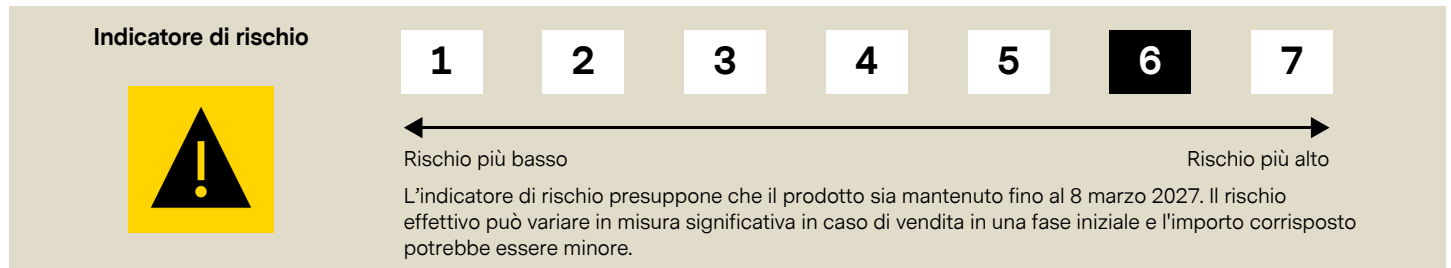 Indicatore di rischio
1 2 3 4 5 6 7
Rischio più basso Rischio più alto
L'indicatore di rischio presuppone che il prodotto sia mantenuto fino al 8 marzo 2027. Il rischio
effettivo può variare in misura significativa in caso di vendita in una fase iniziale e l'importo corrisposto
potrebbe essere minore.